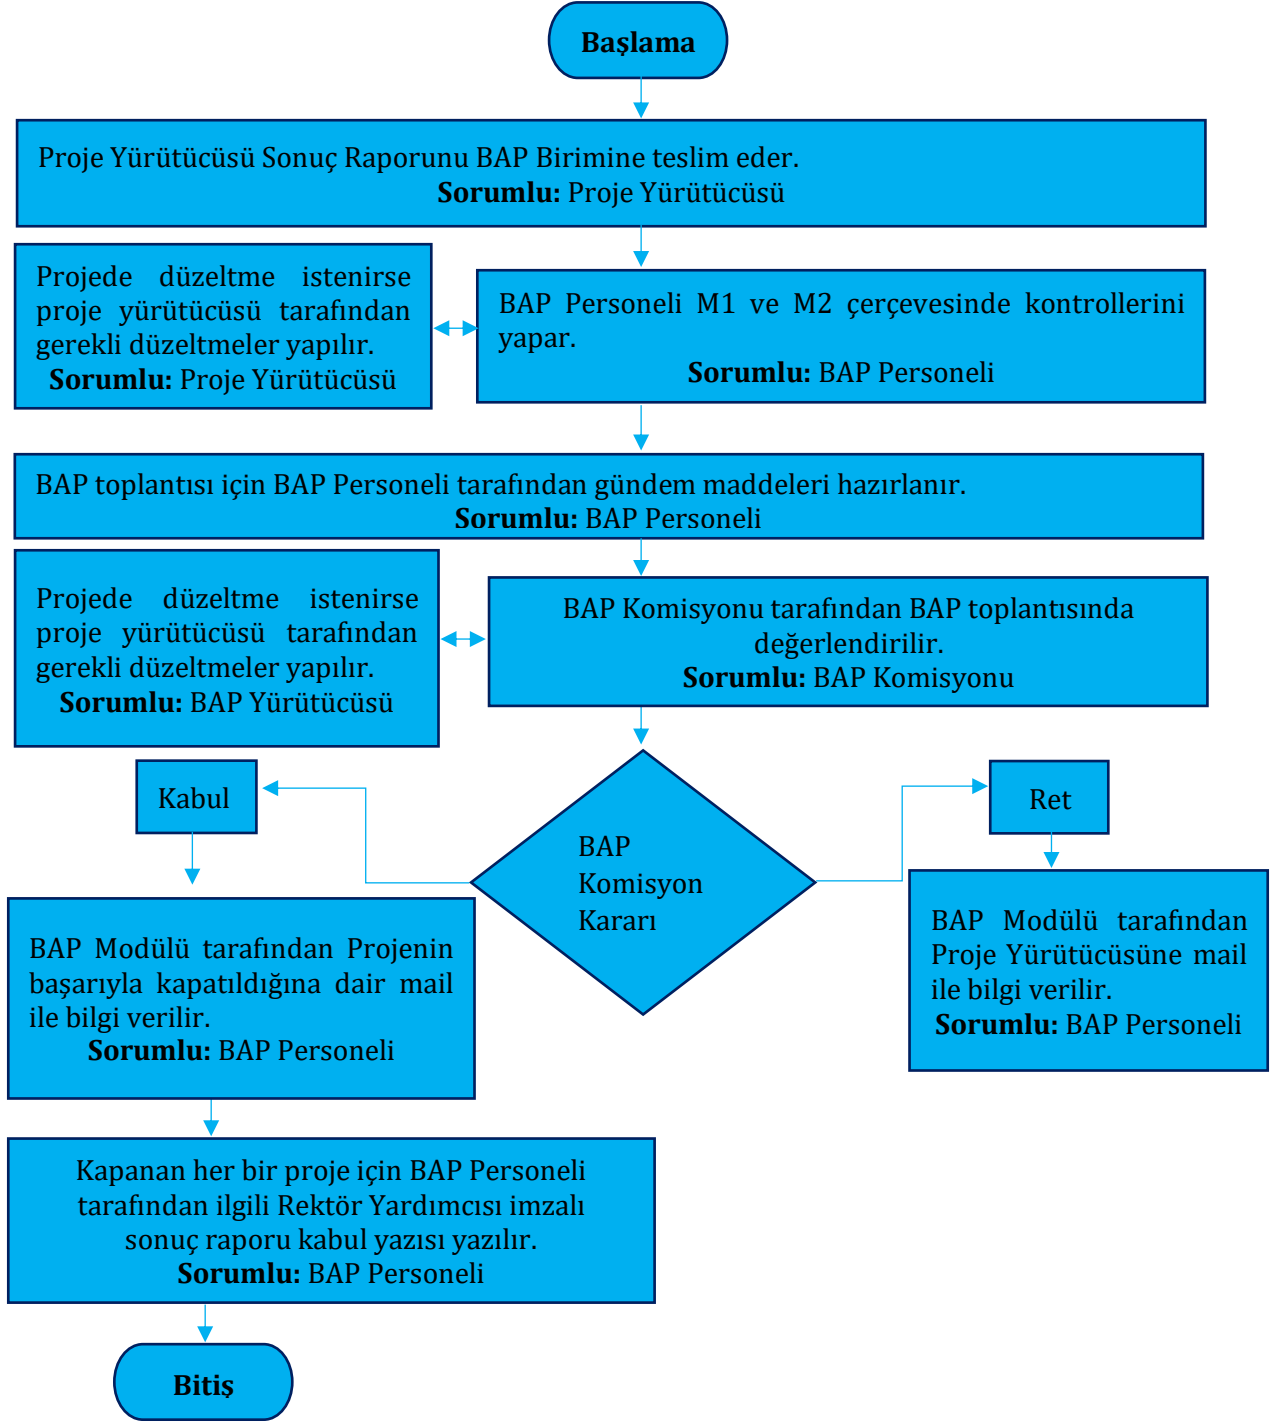 Başlama
Proje Yürütücüsü Sonuç Raporunu BAP Birimine teslim eder.
Sorumlu: Proje Yürütücüsü
Projede düzeltme istenirse
proje yürütücüsü tarafından
gerekli düzeltmeler yapılır.
Sorumlu: Proje Yürütücüsü
BAP Personeli M1 ve M2 çerçevesinde kontrollerini
yapar.
Sorumlu: BAP Personeli
BAP toplantısı için BAP Personeli tarafından gündem maddeleri hazırlanır.
Sorumlu: BAP Personeli
Projede düzeltme istenirse
proje yürütücüsü tarafından
gerekli düzeltmeler yapılır.
Sorumlu: BAP Yürütücüsü
BAP Komisyonu tarafından BAP toplantısında
değerlendirilir.
Sorumlu: BAP Komisyonu
Kabul
BAP
Komisyon
Kararı
Ret
BAP Modülü tarafından Projenin
başarıyla kapatıldığına dair mail
ile bilgi verilir.
Sorumlu: BAP Personeli
BAP Modülü tarafından
Proje Yürütücüsüne mail
ile bilgi verilir.
Sorumlu: BAP Personeli
Kapanan her bir proje için BAP Personeli
tarafından ilgili Rektör Yardımcısı imzalı
sonuç raporu kabul yazısı yazılır.
Sorumlu: BAP Personeli
Bitiş